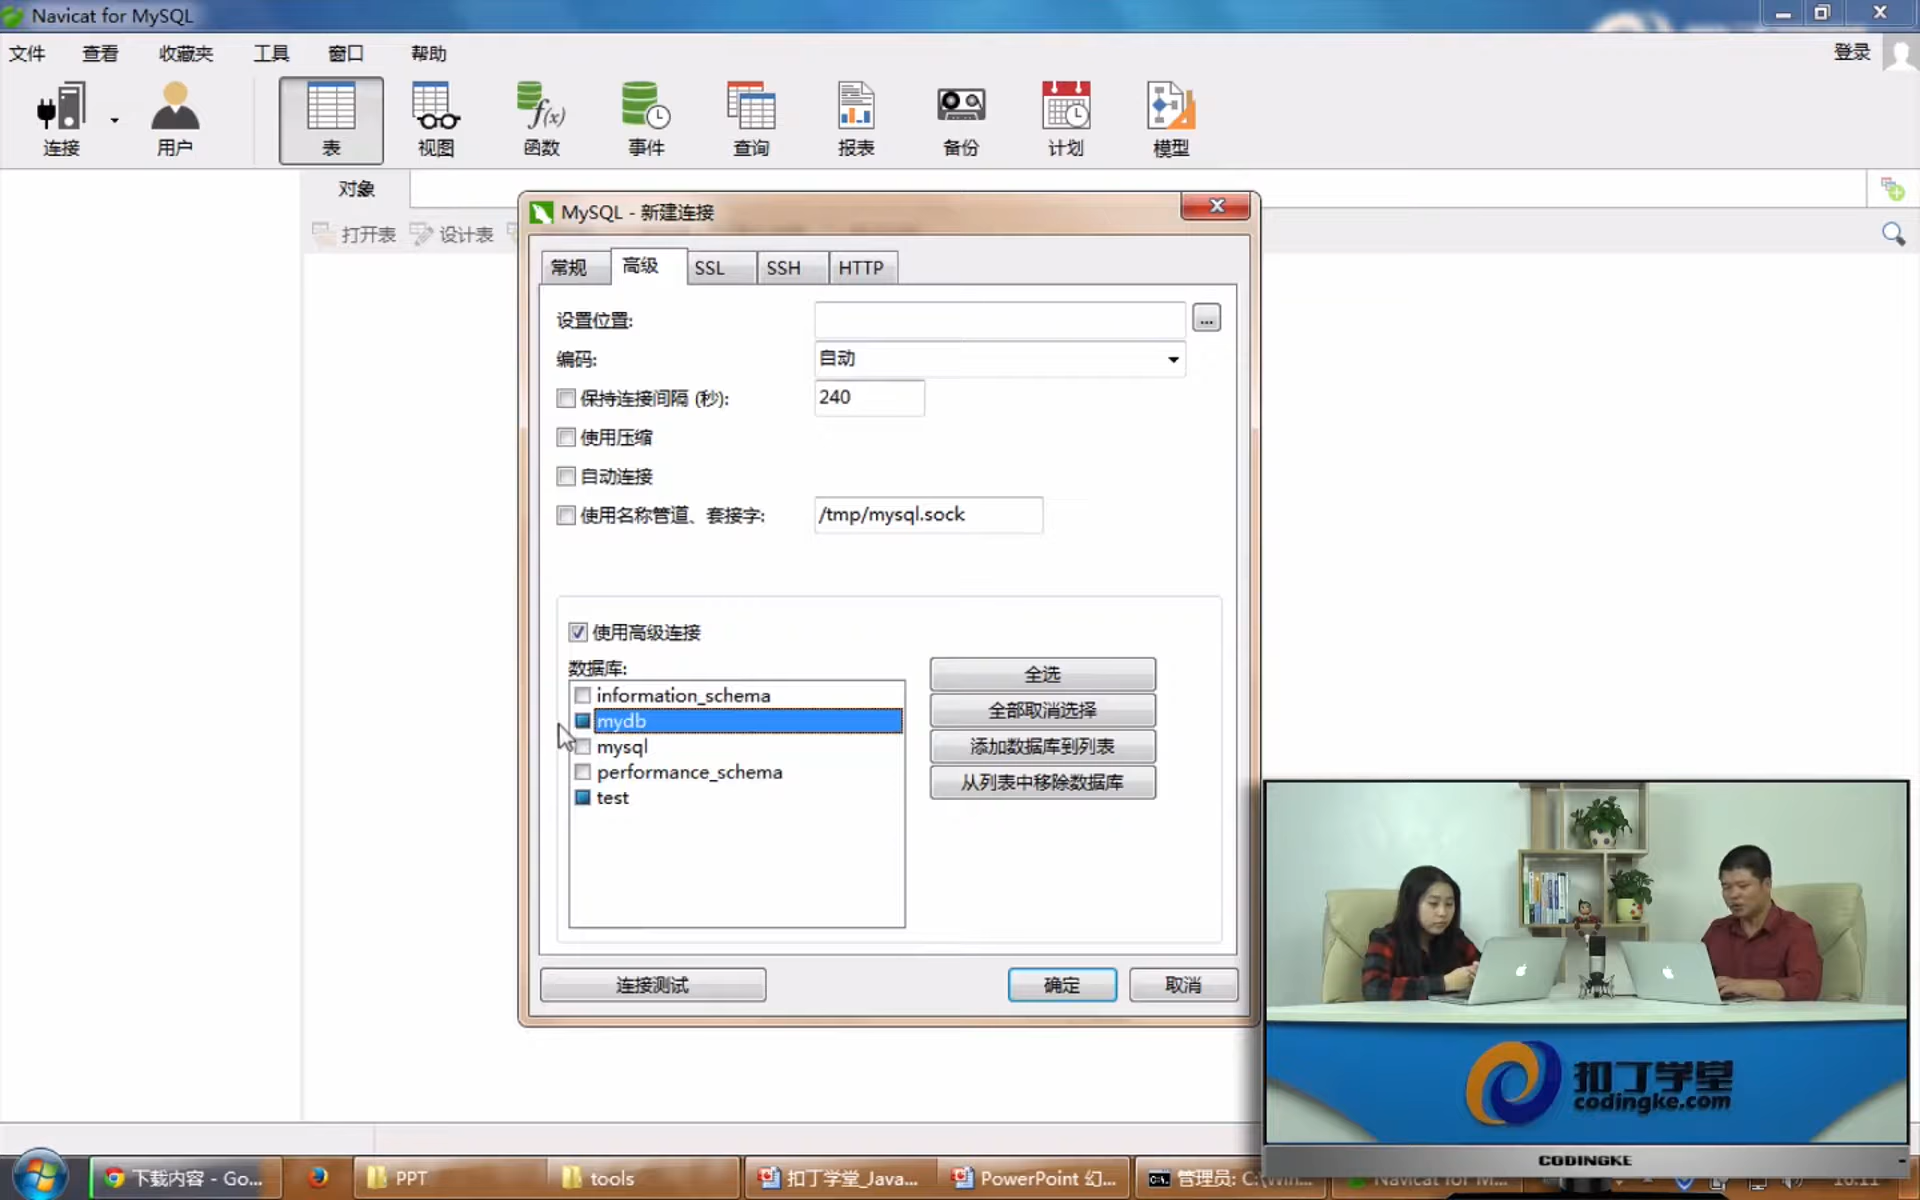 Navicat for MySQL
文件 查看 收藏夹 工具 窗口 帮助 登录
连接 用户 表 视图 函数 事件 查询 报表 备份 计划 模型
对象
打开表 设计表
MySQL - 新建连接
常规 高级 SSL SSH HTTP
设置位置: ...
编码: 自动
保持连接间隔 (秒): 240
使用压缩
自动连接
使用名称管道、套接字: /tmp/mysql.sock
使用高级连接
数据库:
information_schema
mydb
mysql
performance_schema
test
全选
全部取消选择
添加数据库到列表
从列表中移除数据库
连接测试 确定 取消
扣丁学堂
codingke.com
CODINGKE
下载内容 - Go... PPT tools 扣丁学堂_Java... PowerPoint 幻... 管理员: C:\Win... Navicat for M... 16:11